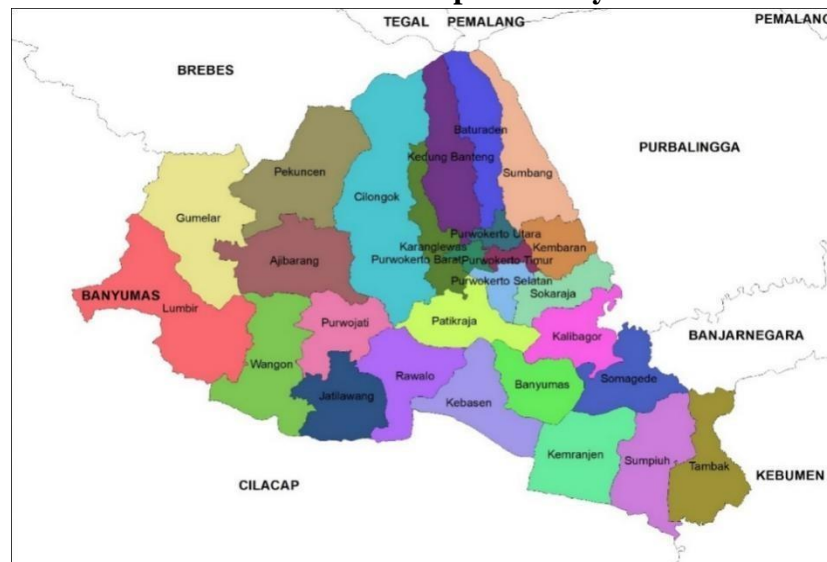 TEGAL PEMALANG
PEMALANG
BREBES
PURBALINGGA
Baturaden
Kedung Banteng
Pekuncen
Sumbang
Cilongok
Gumelar
Purwokerto Utara
Karanglewas
Kembaran
Ajibarang
Purwokerto Barat
Purwokerto Timur
Purwokerto Selatan
BANYUMAS
Sokaraja
Lumbir
Purwojati
Patikraja
Kalibagor
BANJARNEGARA
Wangon
Rawalo
Banyumas
Somagede
Jatilawang
Kebasen
Kemranjen
Sumpiuh
Tambak
KEBUMEN
CILACAP